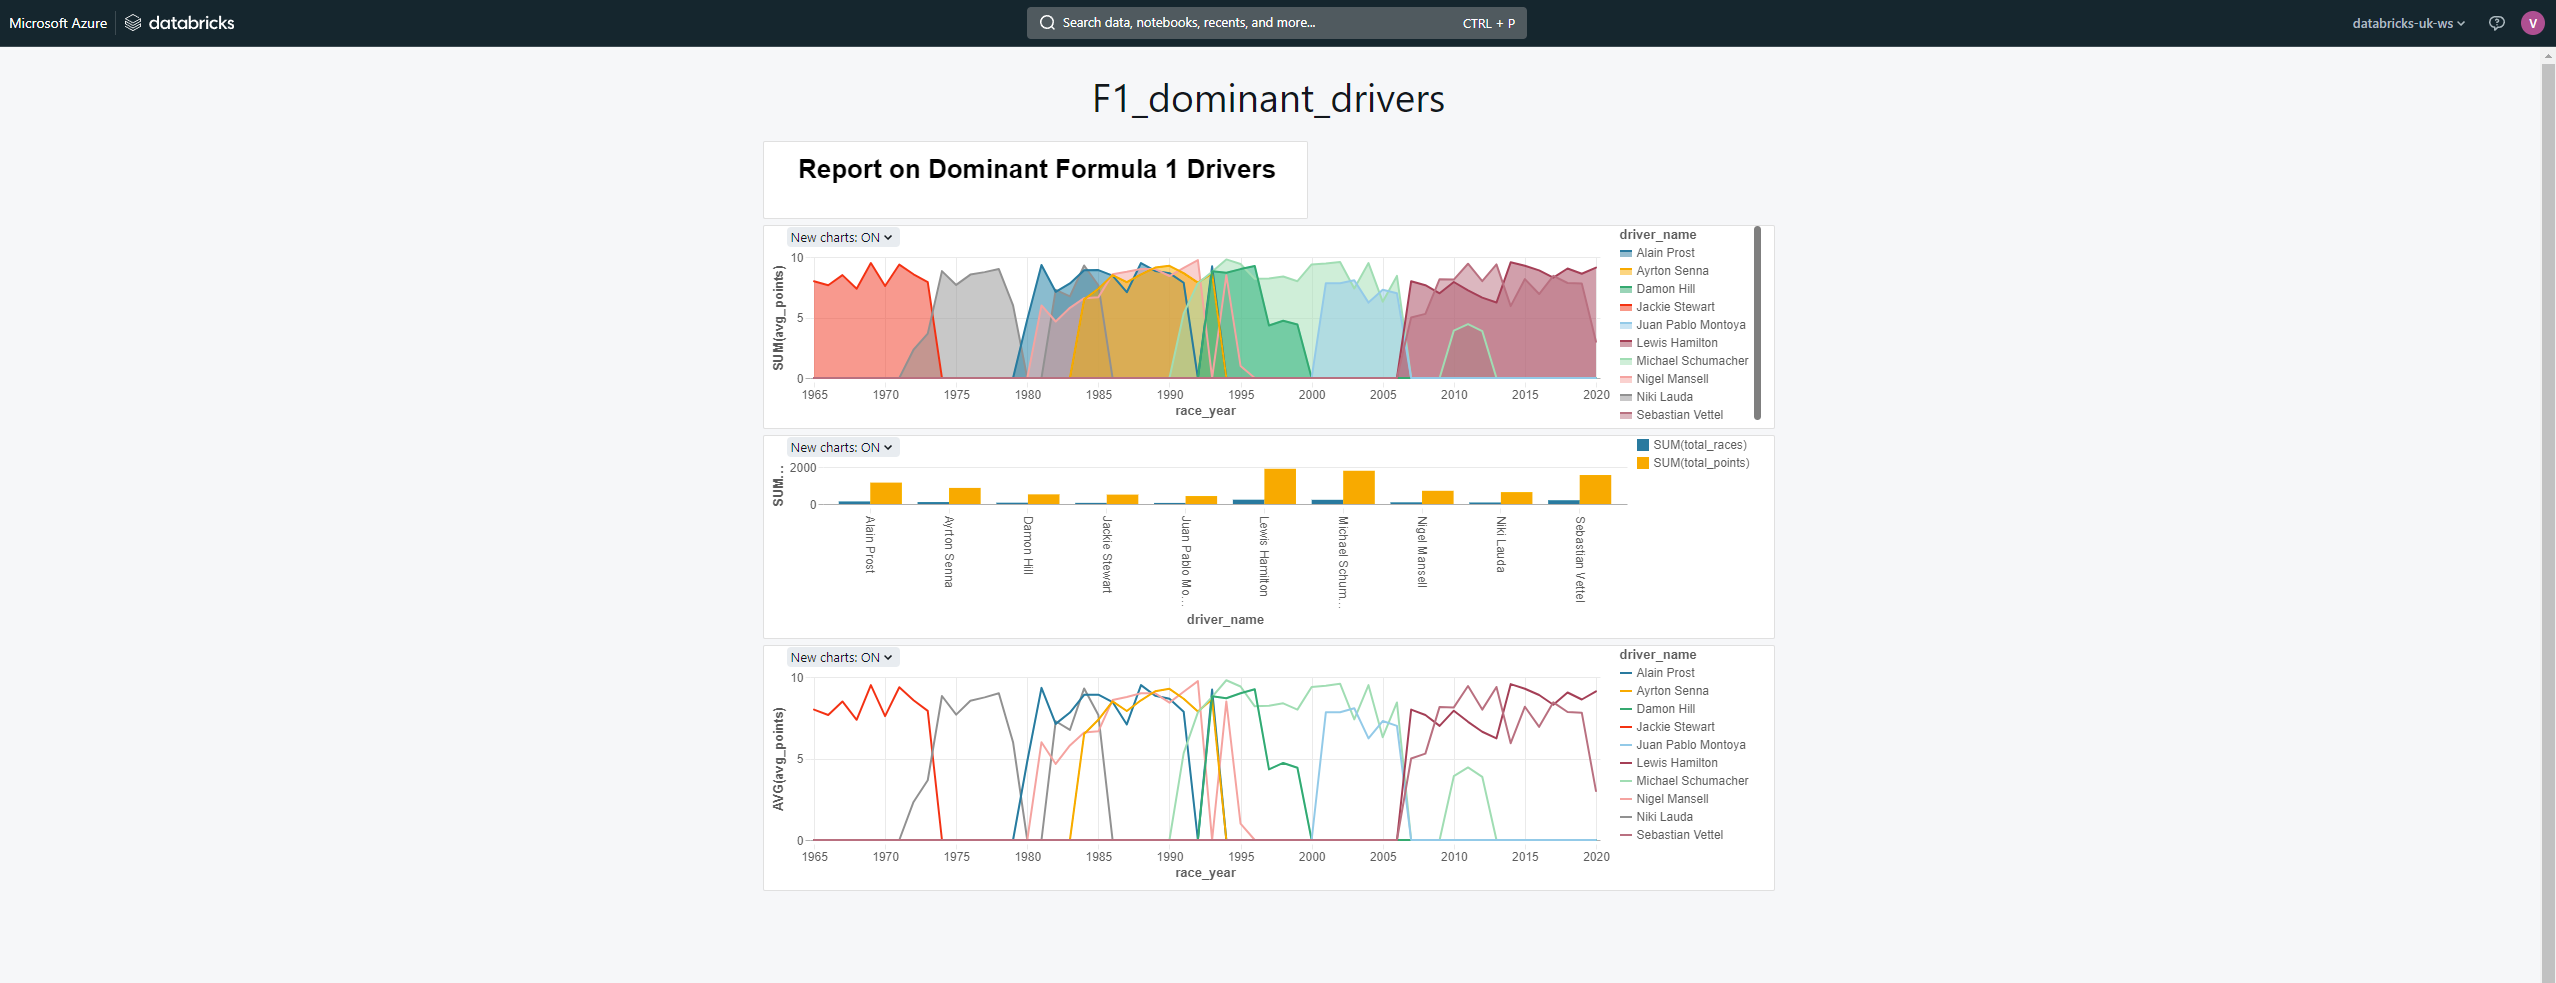 Microsoft Azure databricks Search data, notebooks, recents, and more... CTRL + P databricks-uk-ws V
F1_dominant_drivers
Report on Dominant Formula 1 Drivers
New charts: ON
SUM(avg_points)
10
5
0
1965 1970 1975 1980 1985 1990 1995 2000 2005 2010 2015 2020
race_year
driver_name
Alain Prost
Ayrton Senna
Damon Hill
Jackie Stewart
Juan Pablo Montoya
Lewis Hamilton
Michael Schumacher
Nigel Mansell
Niki Lauda
Sebastian Vettel
New charts: ON
SUM...
2000
0
Alain Prost
Ayrton Senna
Damon Hill
Jackie Stewart
Juan Pablo Mo...
Lewis Hamilton
Michael Schum...
Nigel Mansell
Niki Lauda
Sebastian Vettel
driver_name
SUM(total_races)
SUM(total_points)
New charts: ON
AVG(avg_points)
10
5
0
1965 1970 1975 1980 1985 1990 1995 2000 2005 2010 2015 2020
race_year
driver_name
Alain Prost
Ayrton Senna
Damon Hill
Jackie Stewart
Juan Pablo Montoya
Lewis Hamilton
Michael Schumacher
Nigel Mansell
Niki Lauda
Sebastian Vettel